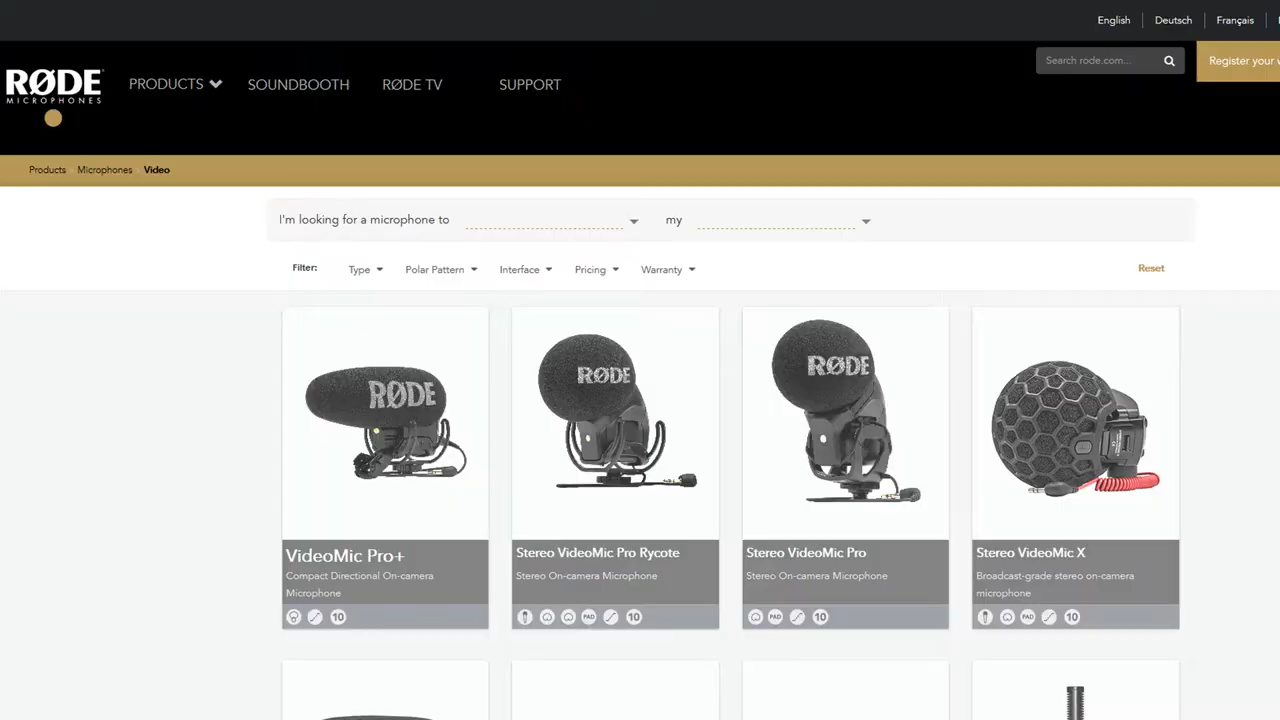 English
Deutsch
Français
RØDE
MICROPHONES
PRODUCTS
SOUNDBOOTH
RØDE TV
SUPPORT
Search rode.com...
Register your
Products
Microphones
Video
I'm looking for a microphone to
my
Filter:
Type
Polar Pattern
Interface
Pricing
Warranty
Reset
RØDE
RØDE
RØDE
VideoMic Pro+
Compact Directional On-camera
Microphone
10
Stereo VideoMic Pro Rycote
Stereo On-camera Microphone
PAD
10
Stereo VideoMic Pro
Stereo On-camera Microphone
PAD
10
Stereo VideoMic X
Broadcast-grade stereo on-camera
microphone
PAD
10